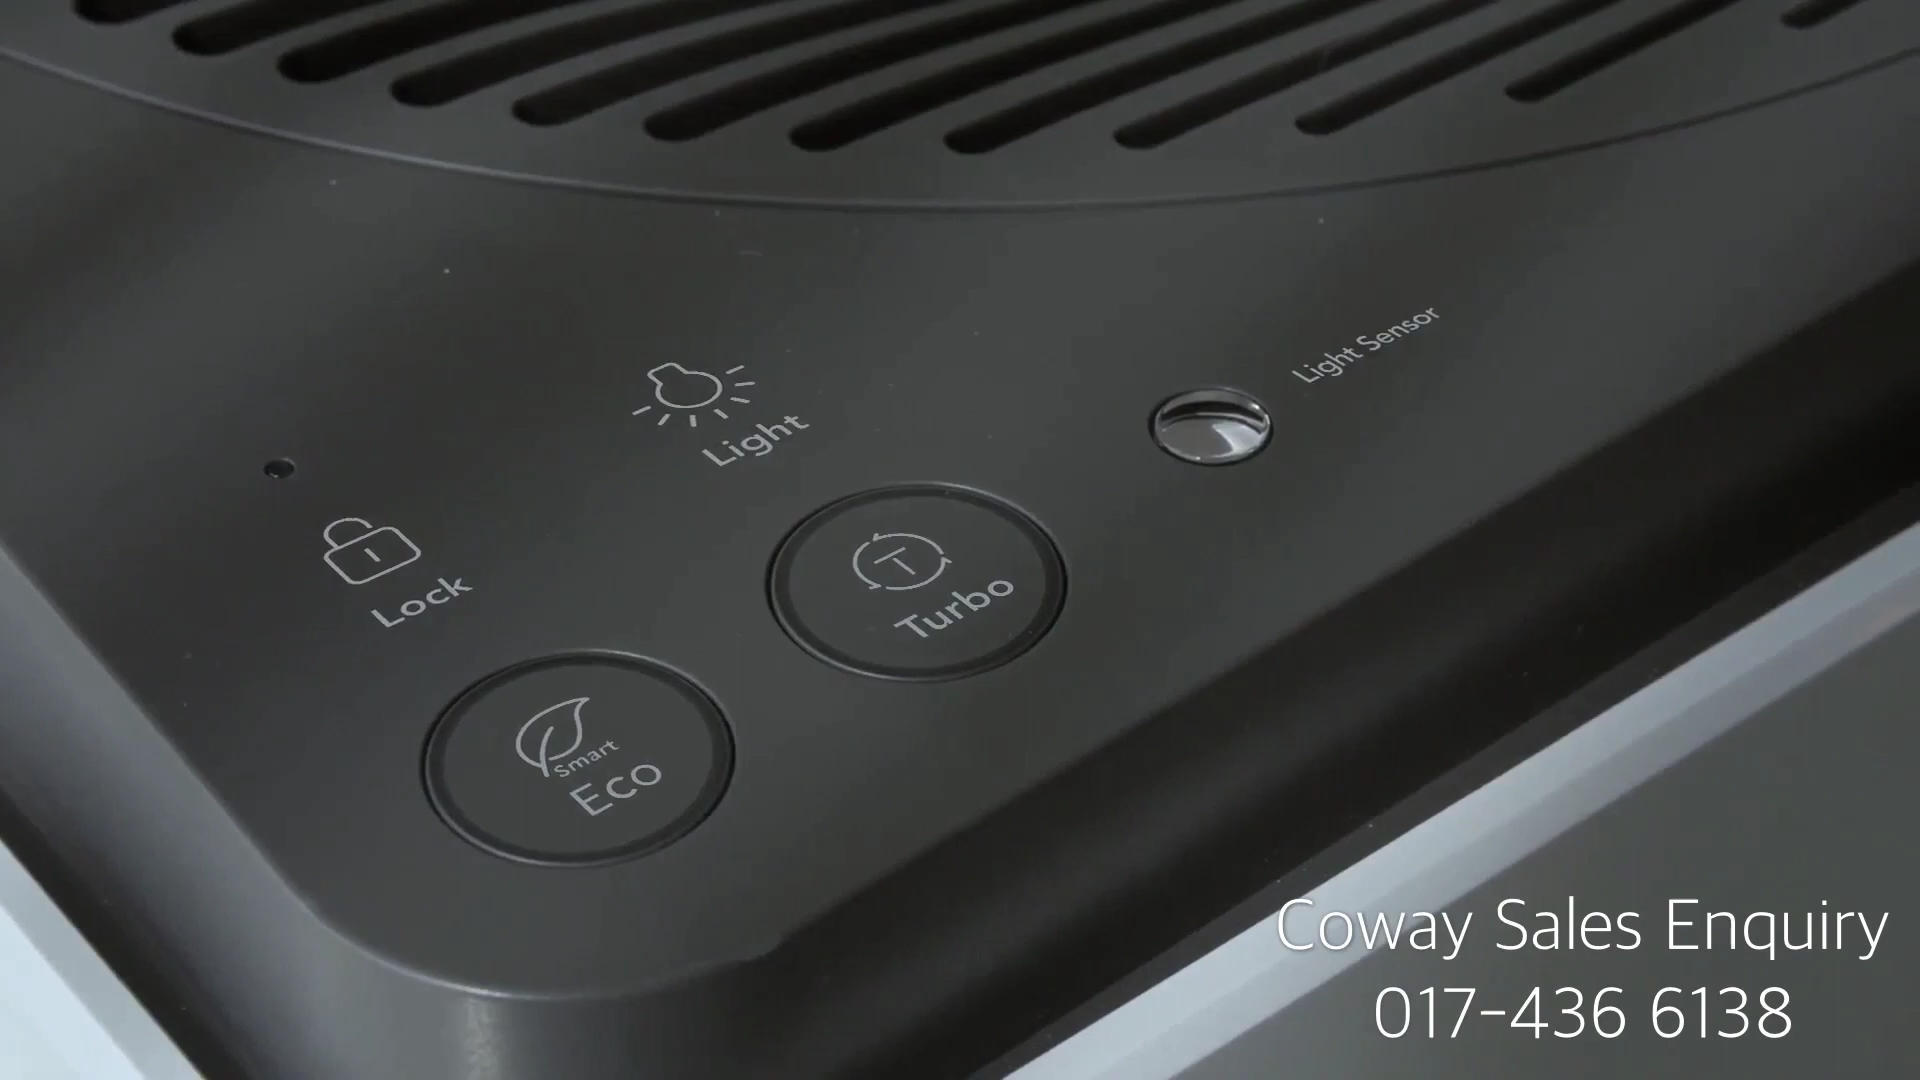 Light Sensor
Light
Lock
T
Turbo
Smart
Eco
Coway Sales Enquiry
017-436 6138